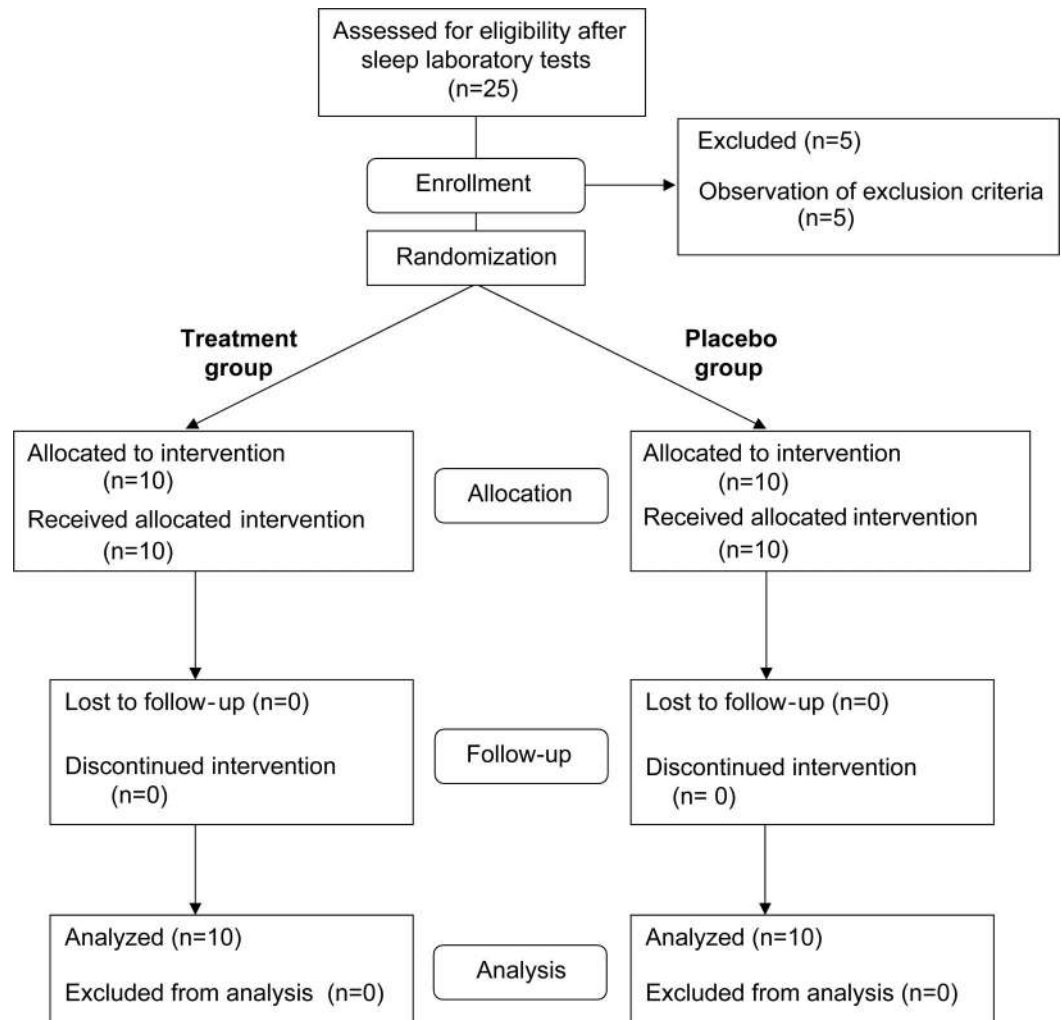 Assessed for eligibility after
sleep laboratory tests
(n=25)
Excluded (n=5)
Observation of exclusion criteria
(n=5)
Enrollment
Randomization
Treatment
group
Placebo
group
Allocated to intervention
(n=10)
Received allocated intervention
(n=10)
Allocation
Allocated to intervention
(n=10)
Received allocated intervention
(n=10)
Lost to follow-up (n=0)
Discontinued intervention
(n=0)
Follow-up
Lost to follow-up (n=0)
Discontinued intervention
(n= 0)
Analyzed (n=10)
Excluded from analysis (n=0)
Analysis
Analyzed (n=10)
Excluded from analysis (n=0)